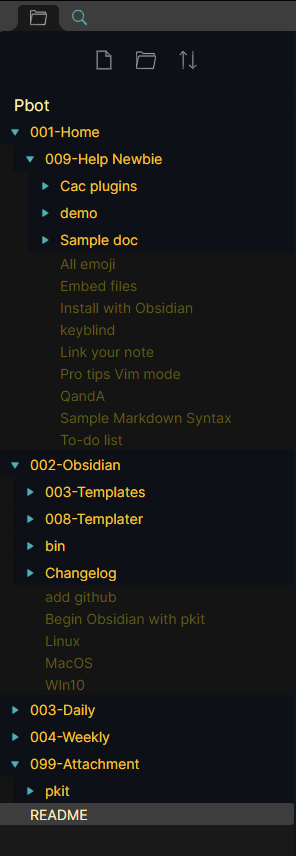 Pbot
001-Home
009-Help Newbie
Cac plugins
demo
Sample doc
All emoji
Embed files
Install with Obsidian
keyblind
Link your note
Pro tips Vim mode
QandA
Sample Markdown Syntax
To-do list
002-Obsidian
003-Templates
008-Templater
bin
Changelog
add github
Begin Obsidian with pkit
Linux
MacOS
WIn10
003-Daily
004-Weekly
099-Attachment
pkit
README